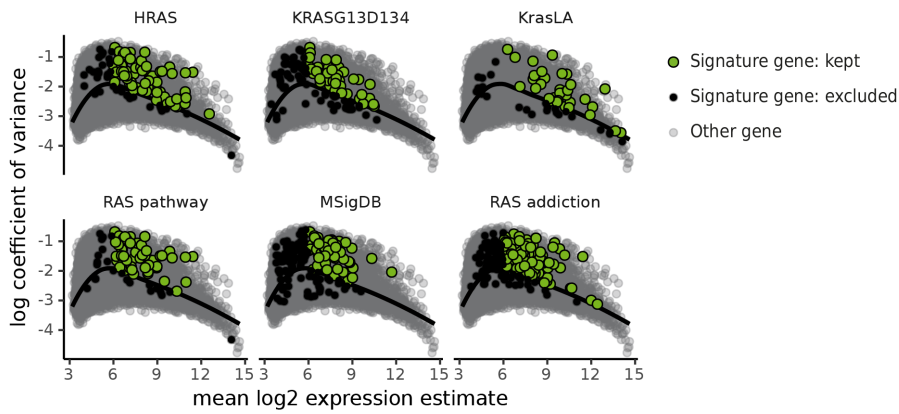 HRAS
KRASG13D134
KrasLA
Signature gene: kept
Signature gene: excluded
Other gene
-1
-2
-3
-4
log coefficient of variance
RAS pathway
MSigDB
RAS addiction
-1
-2
-3
-4
3 6 9 12 15
3 6 9 12 15
3 6 9 12 15
mean log2 expression estimate